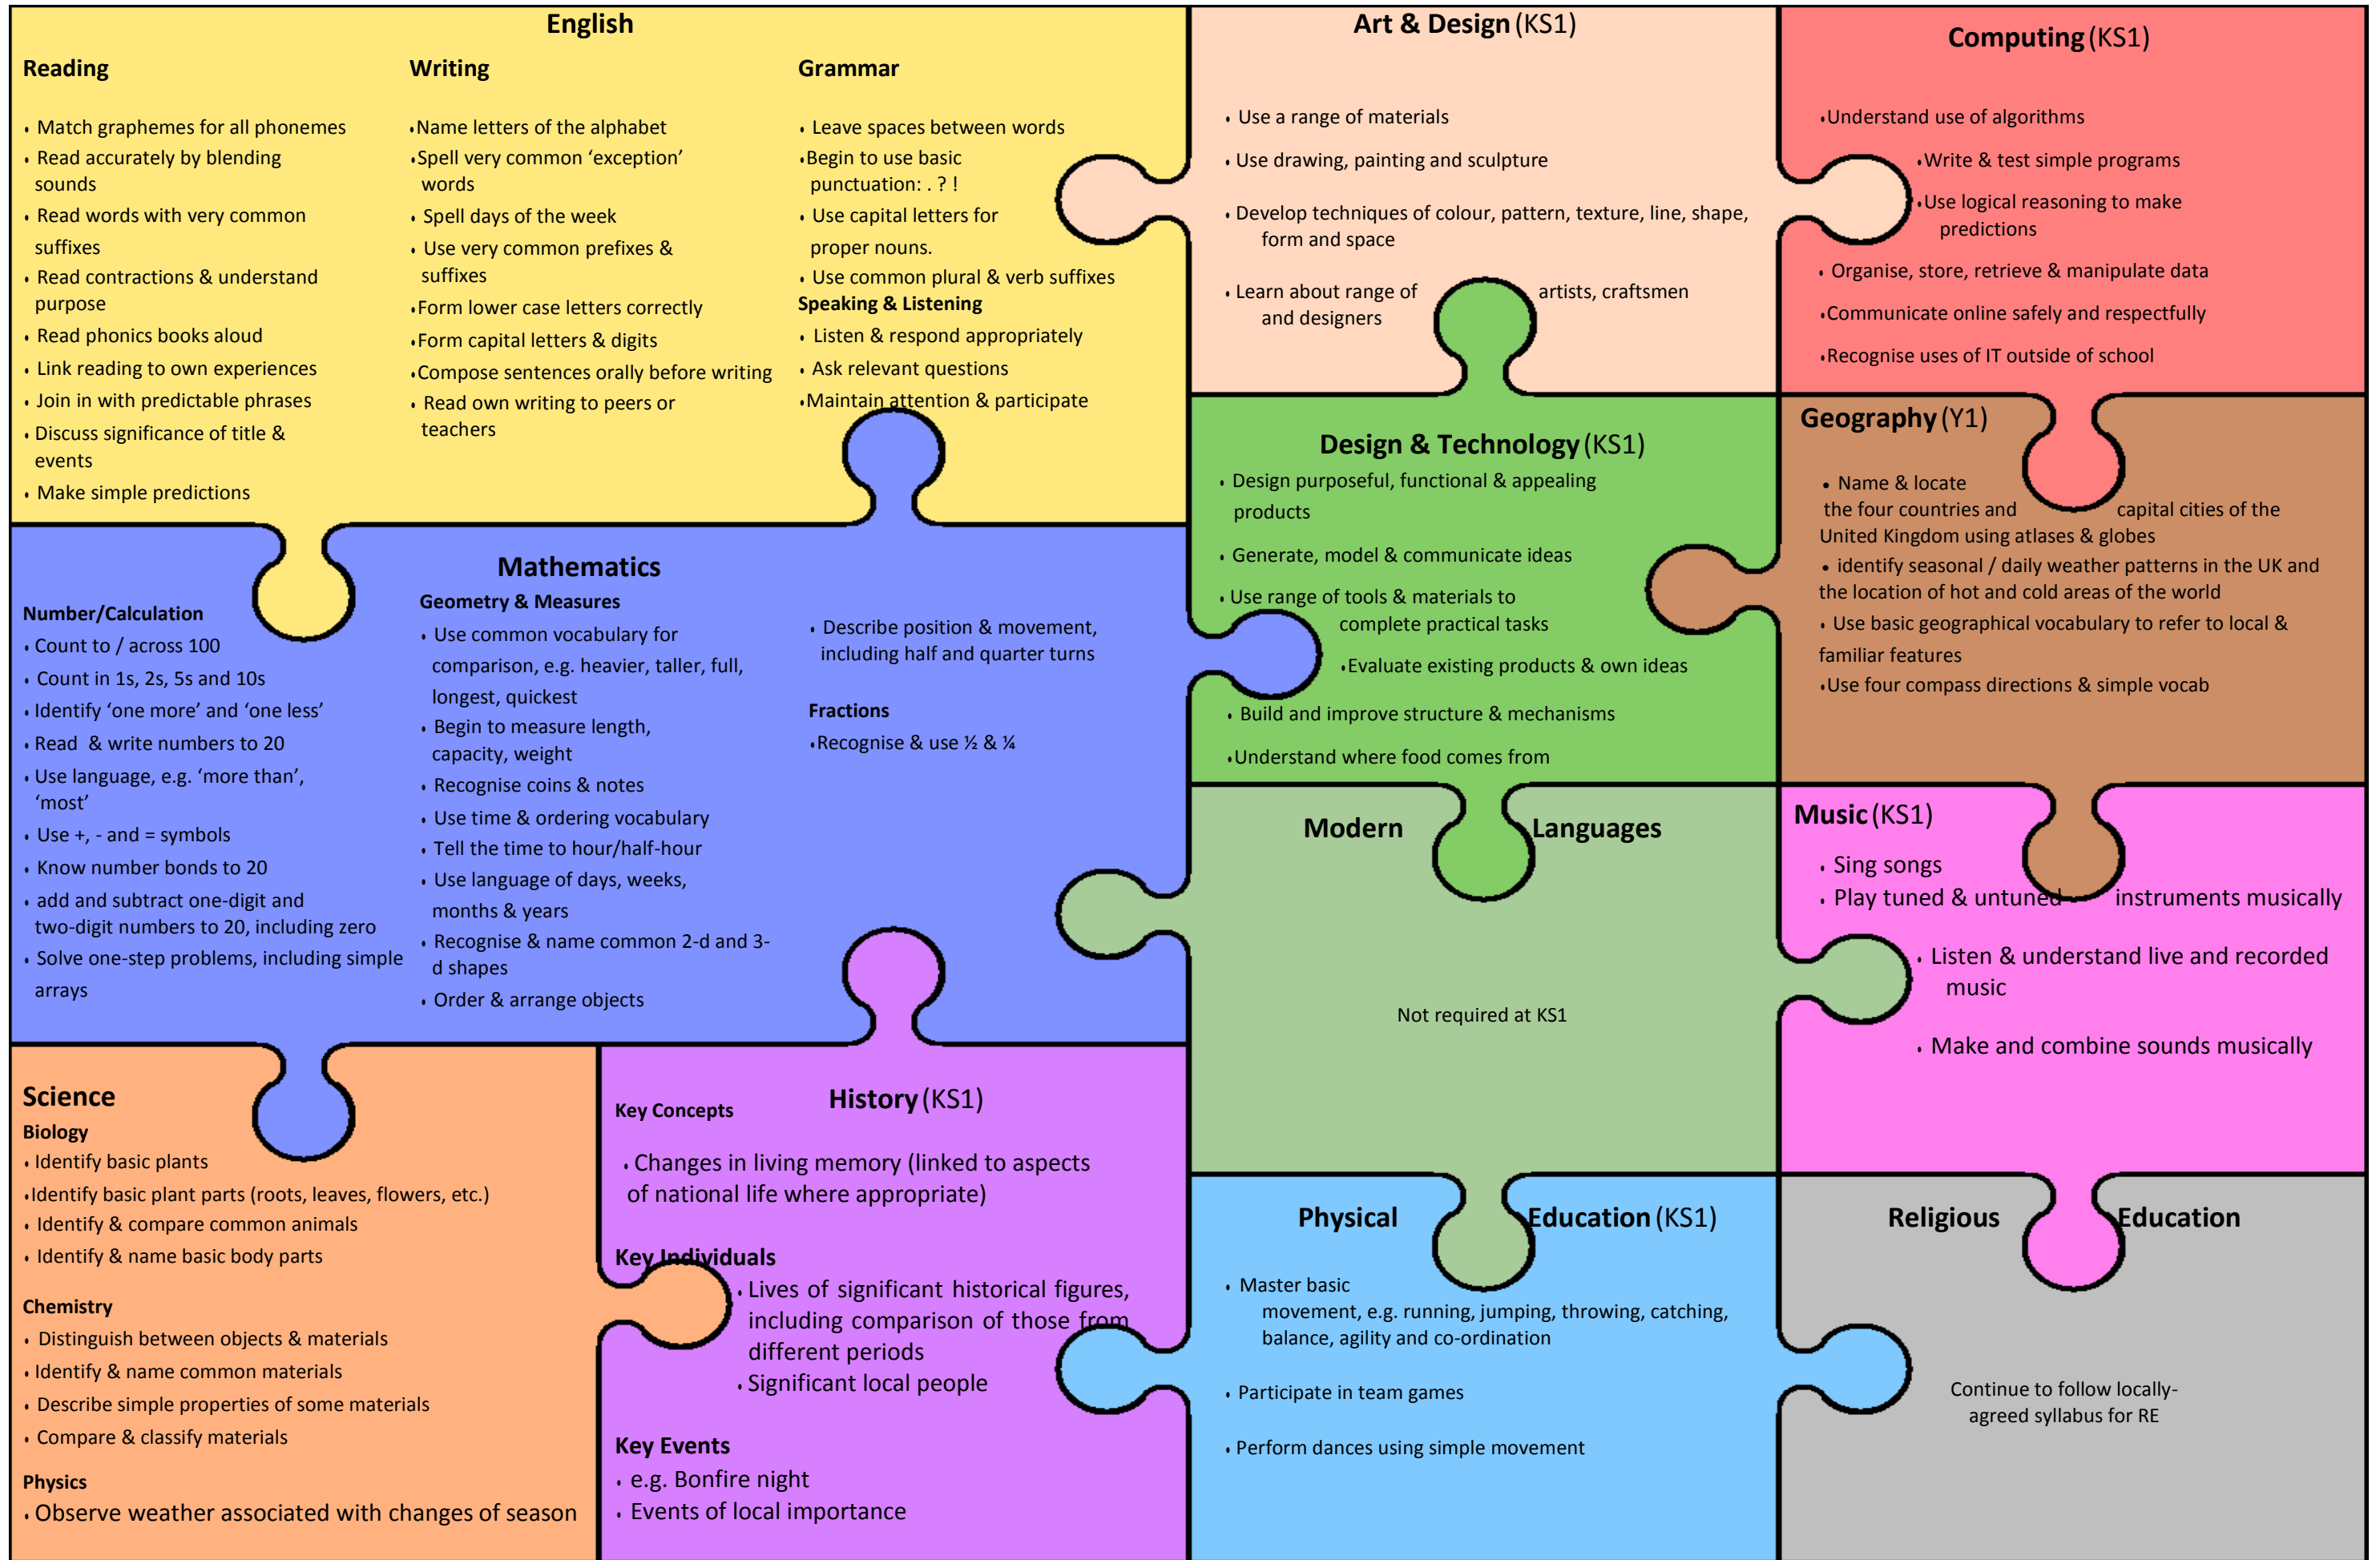 English
Reading
• Match graphemes for all phonemes
• Read accurately by blending
sounds
• Read words with very common
suffixes
• Read contractions & understand
purpose
• Read phonics books aloud
• Link reading to own experiences
• Join in with predictable phrases
• Discuss significance of title &
events
• Make simple predictions
Writing
•Name letters of the alphabet
•Spell very common ‘exception’
words
• Spell days of the week
• Use very common prefixes &
suffixes
•Form lower case letters correctly
•Form capital letters & digits
•Compose sentences orally before writing
• Read own writing to peers or
teachers
Grammar
• Leave spaces between words
•Begin to use basic
punctuation: . ? !
• Use capital letters for
proper nouns.
• Use common plural & verb suffixes
Speaking & Listening
• Listen & respond appropriately
• Ask relevant questions
•Maintain attention & participate
Art & Design (KS1)
• Use a range of materials
• Use drawing, painting and sculpture
• Develop techniques of colour, pattern, texture, line, shape,
form and space
• Learn about range of artists, craftsmen
and designers
Computing (KS1)
•Understand use of algorithms
•Write & test simple programs
•Use logical reasoning to make
predictions
• Organise, store, retrieve & manipulate data
•Communicate online safely and respectfully
•Recognise uses of IT outside of school
Mathematics
Number/Calculation
• Count to / across 100
• Count in 1s, 2s, 5s and 10s
• Identify ‘one more’ and ‘one less’
• Read & write numbers to 20
• Use language, e.g. ‘more than’,
‘most’
• Use +, - and = symbols
• Know number bonds to 20
• add and subtract one-digit and
two-digit numbers to 20, including zero
• Solve one-step problems, including simple
arrays
Geometry & Measures
• Use common vocabulary for
comparison, e.g. heavier, taller, full,
longest, quickest
• Begin to measure length,
capacity, weight
• Recognise coins & notes
• Use time & ordering vocabulary
• Tell the time to hour/half-hour
• Use language of days, weeks,
months & years
• Recognise & name common 2-d and 3-
d shapes
• Order & arrange objects
• Describe position & movement,
including half and quarter turns
Fractions
•Recognise & use ½ & ¼
Design & Technology (KS1)
• Design purposeful, functional & appealing
products
• Generate, model & communicate ideas
• Use range of tools & materials to
complete practical tasks
•Evaluate existing products & own ideas
• Build and improve structure & mechanisms
•Understand where food comes from
Geography (Y1)
• Name & locate
the four countries and capital cities of the
United Kingdom using atlases & globes
• identify seasonal / daily weather patterns in the UK and
the location of hot and cold areas of the world
• Use basic geographical vocabulary to refer to local &
familiar features
•Use four compass directions & simple vocab
Modern Languages
Not required at KS1
Music (KS1)
• Sing songs
• Play tuned & untuned instruments musically
• Listen & understand live and recorded
music
• Make and combine sounds musically
Science
Biology
• Identify basic plants
•Identify basic plant parts (roots, leaves, flowers, etc.)
• Identify & compare common animals
• Identify & name basic body parts
Chemistry
• Distinguish between objects & materials
• Identify & name common materials
• Describe simple properties of some materials
• Compare & classify materials
Physics
• Observe weather associated with changes of season
History (KS1)
Key Concepts
• Changes in living memory (linked to aspects
of national life where appropriate)
Key Individuals
• Lives of significant historical figures,
including comparison of those from
different periods
• Significant local people
Key Events
• e.g. Bonfire night
• Events of local importance
Physical Education (KS1)
• Master basic
movement, e.g. running, jumping, throwing, catching,
balance, agility and co-ordination
• Participate in team games
• Perform dances using simple movement
Religious Education
Continue to follow locally-
agreed syllabus for RE